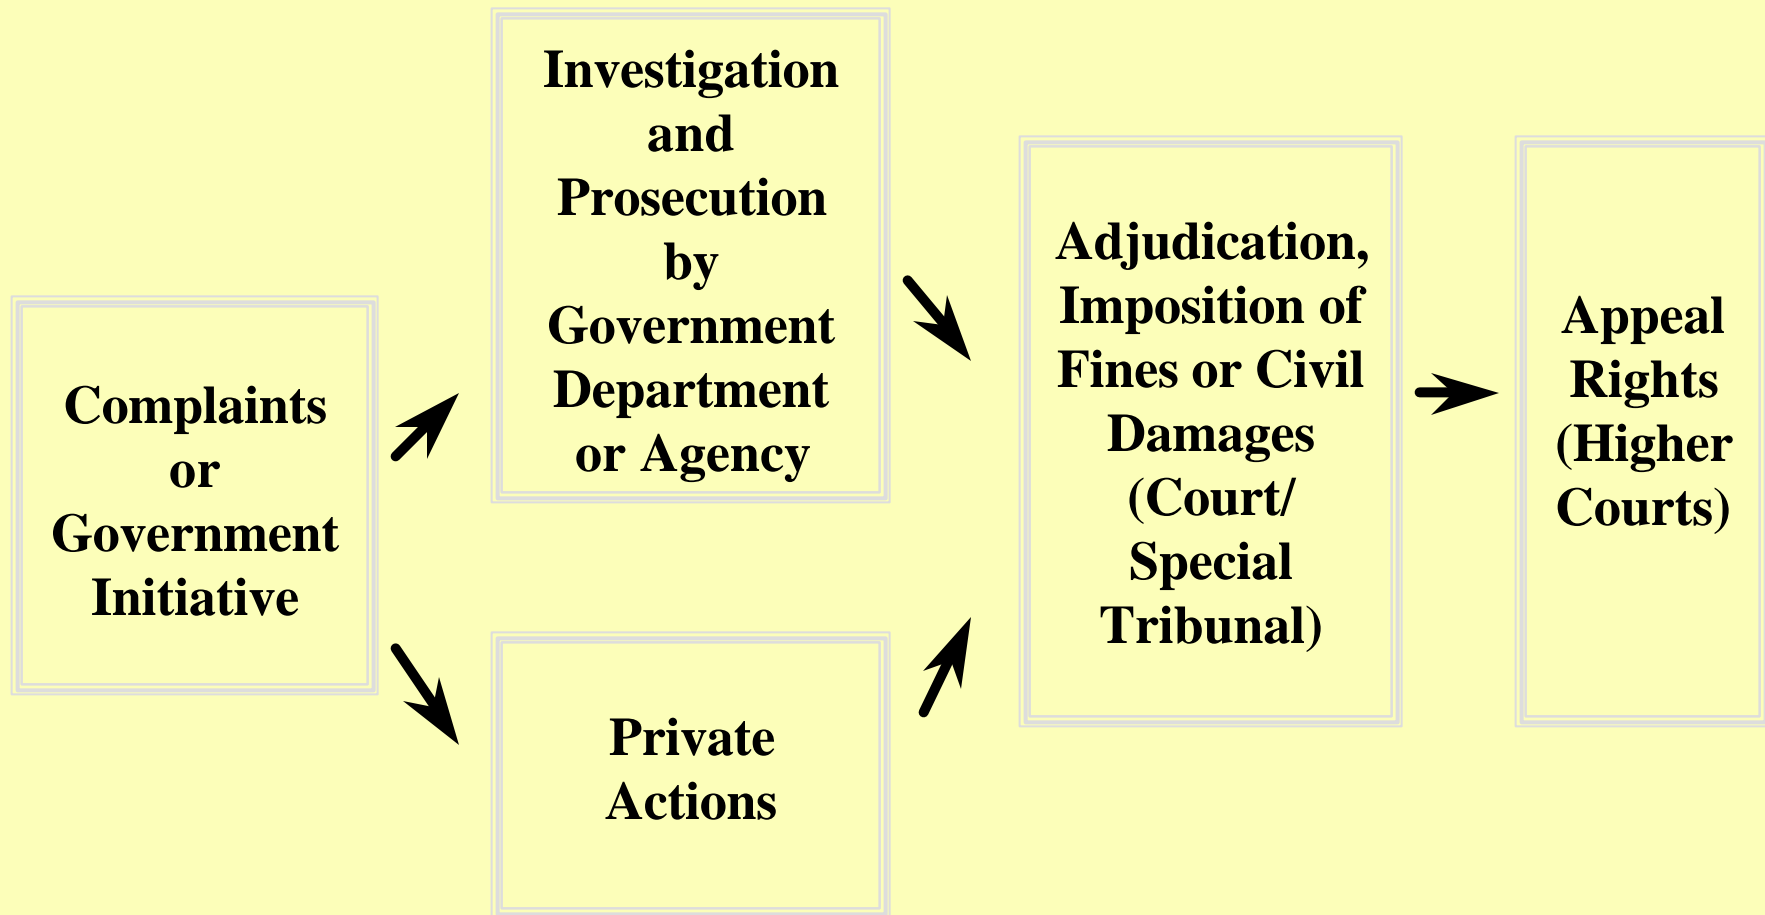 Complaints
or
Government
Initiative
Investigation
and
Prosecution
by
Government
Department
or Agency
Private
Actions
Adjudication,
Imposition of
Fines or Civil
Damages
(Court/
Special
Tribunal)
Appeal
Rights
(Higher
Courts)